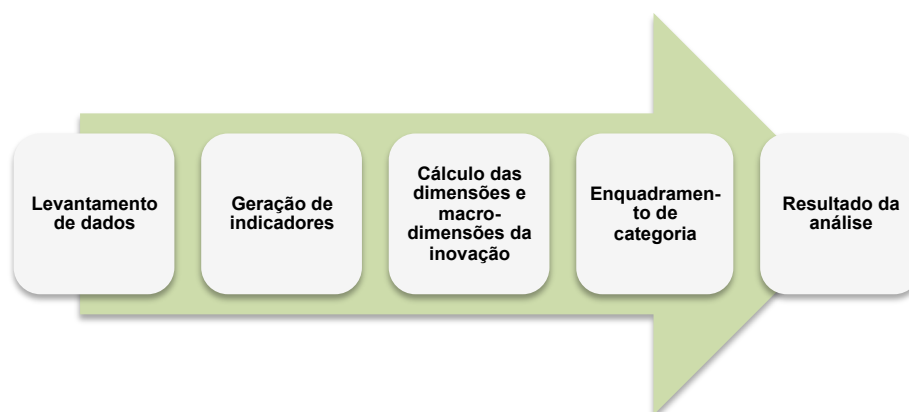 Levantamento
de dados
Geração de
indicadores
Cálculo das
dimensões e
macro-
dimensões da
inovação
Enquadramen-
to de
categoria
Resultado da
análise